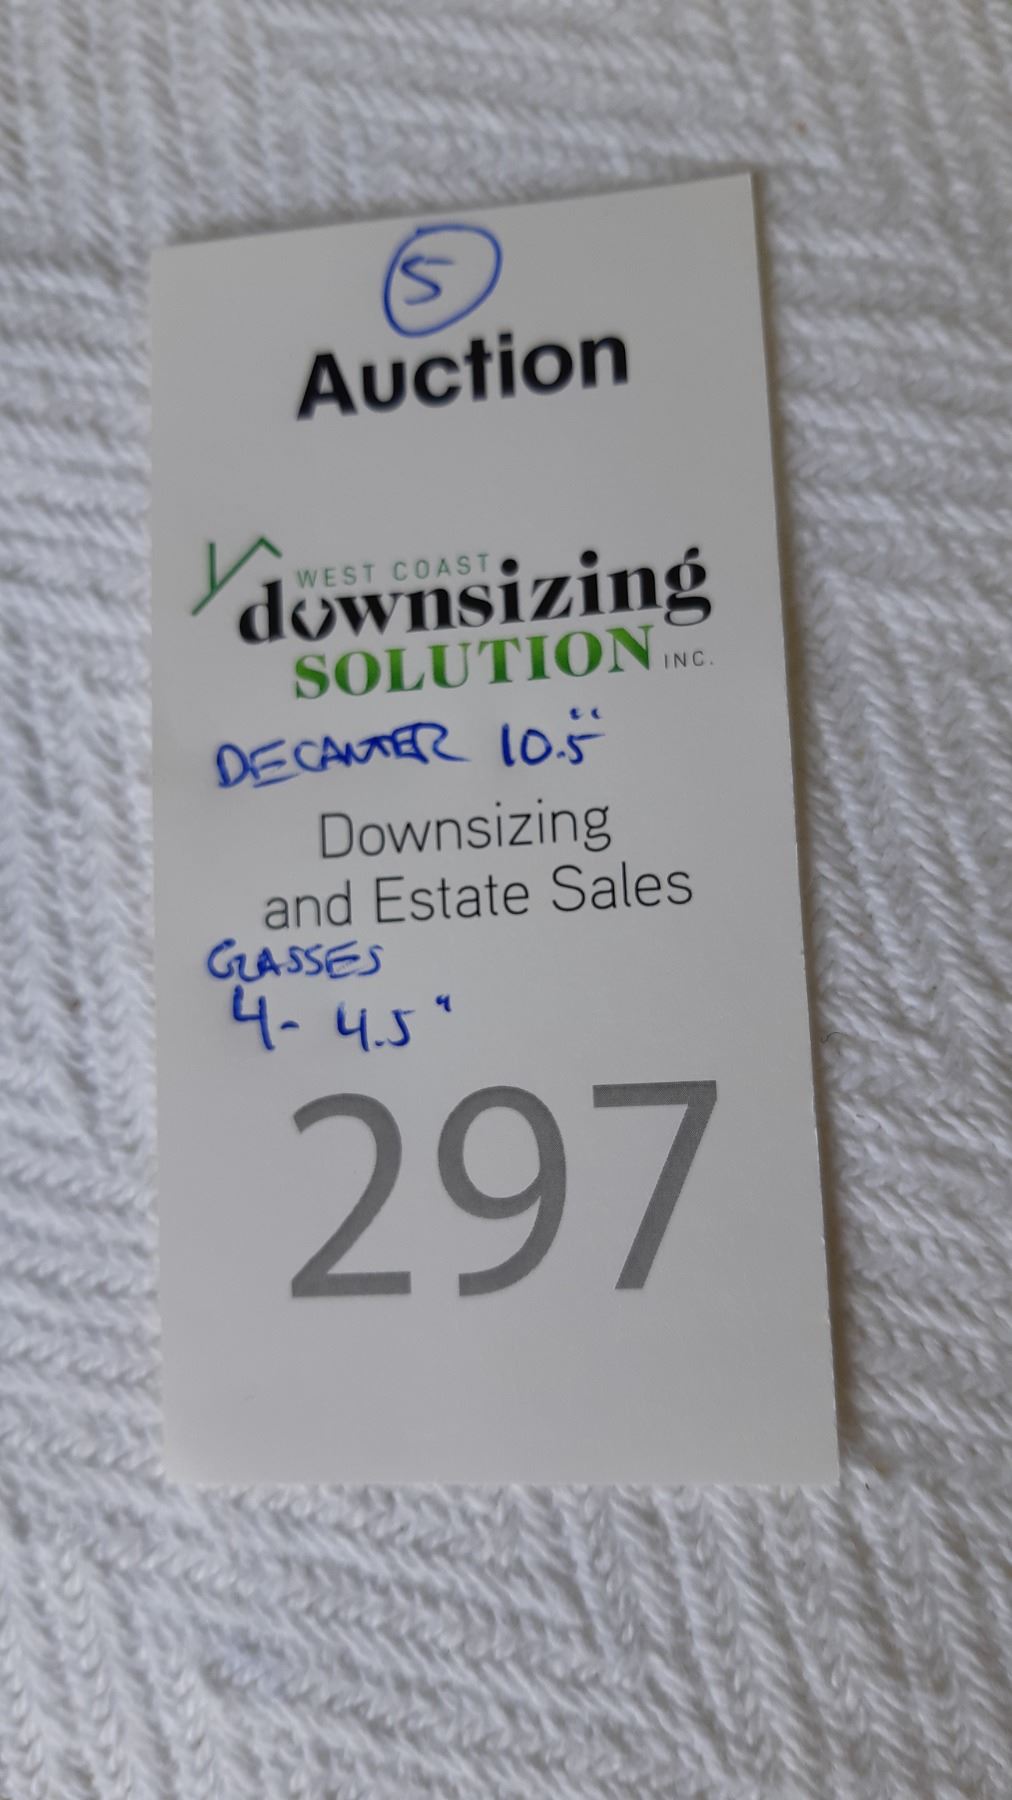 5
Auction
WEST COAST
downsizing
SOLUTION INC.
DECANTER 10.5"
Downsizing
and Estate Sales
GLASSES
4- 4.5"
297